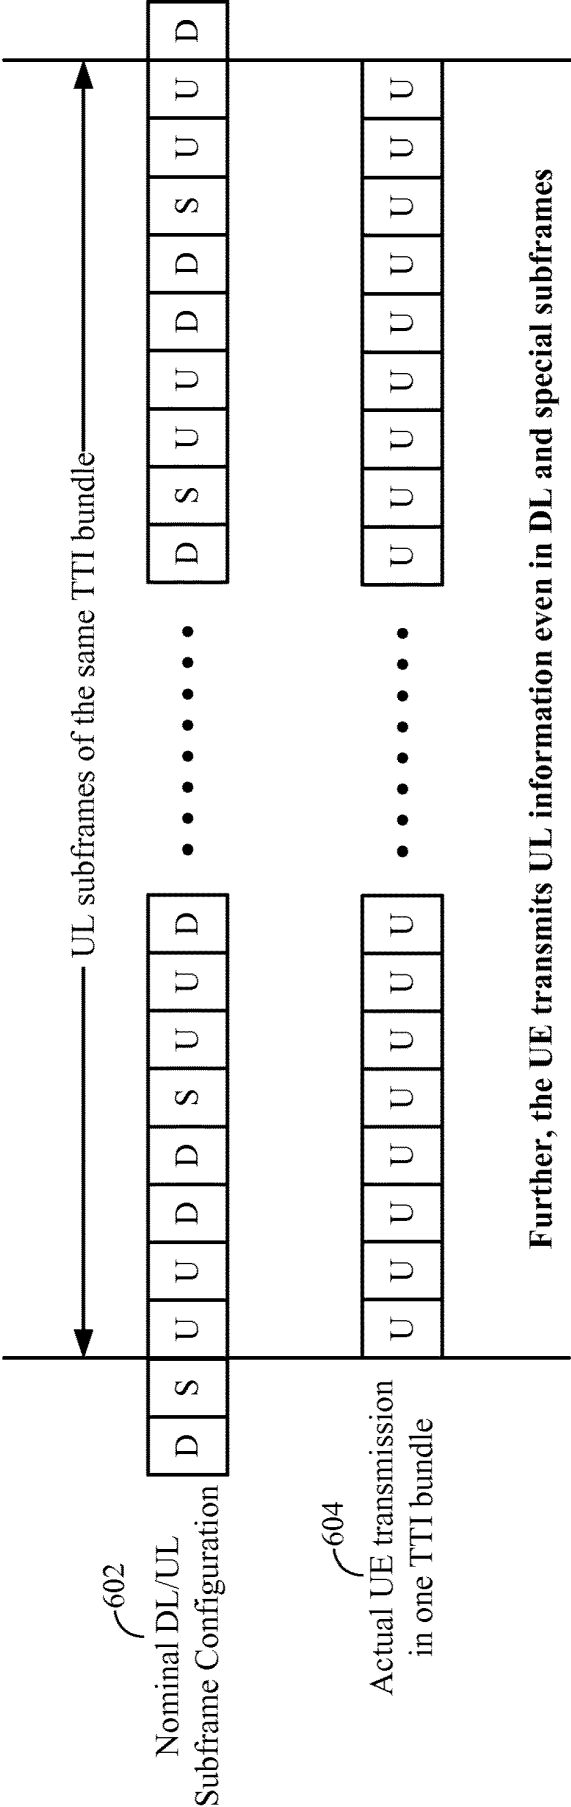 UL subframes of the same TTI bundle
602
Nominal DL/UL
Subframe Configuration
D S U U D D S U U D D S U U D D S U U D
604
Actual UE transmission
in one TTI bundle
U U U U U U U U U U U U U U U U U
Further, the UE transmits UL information even in DL and special subframes